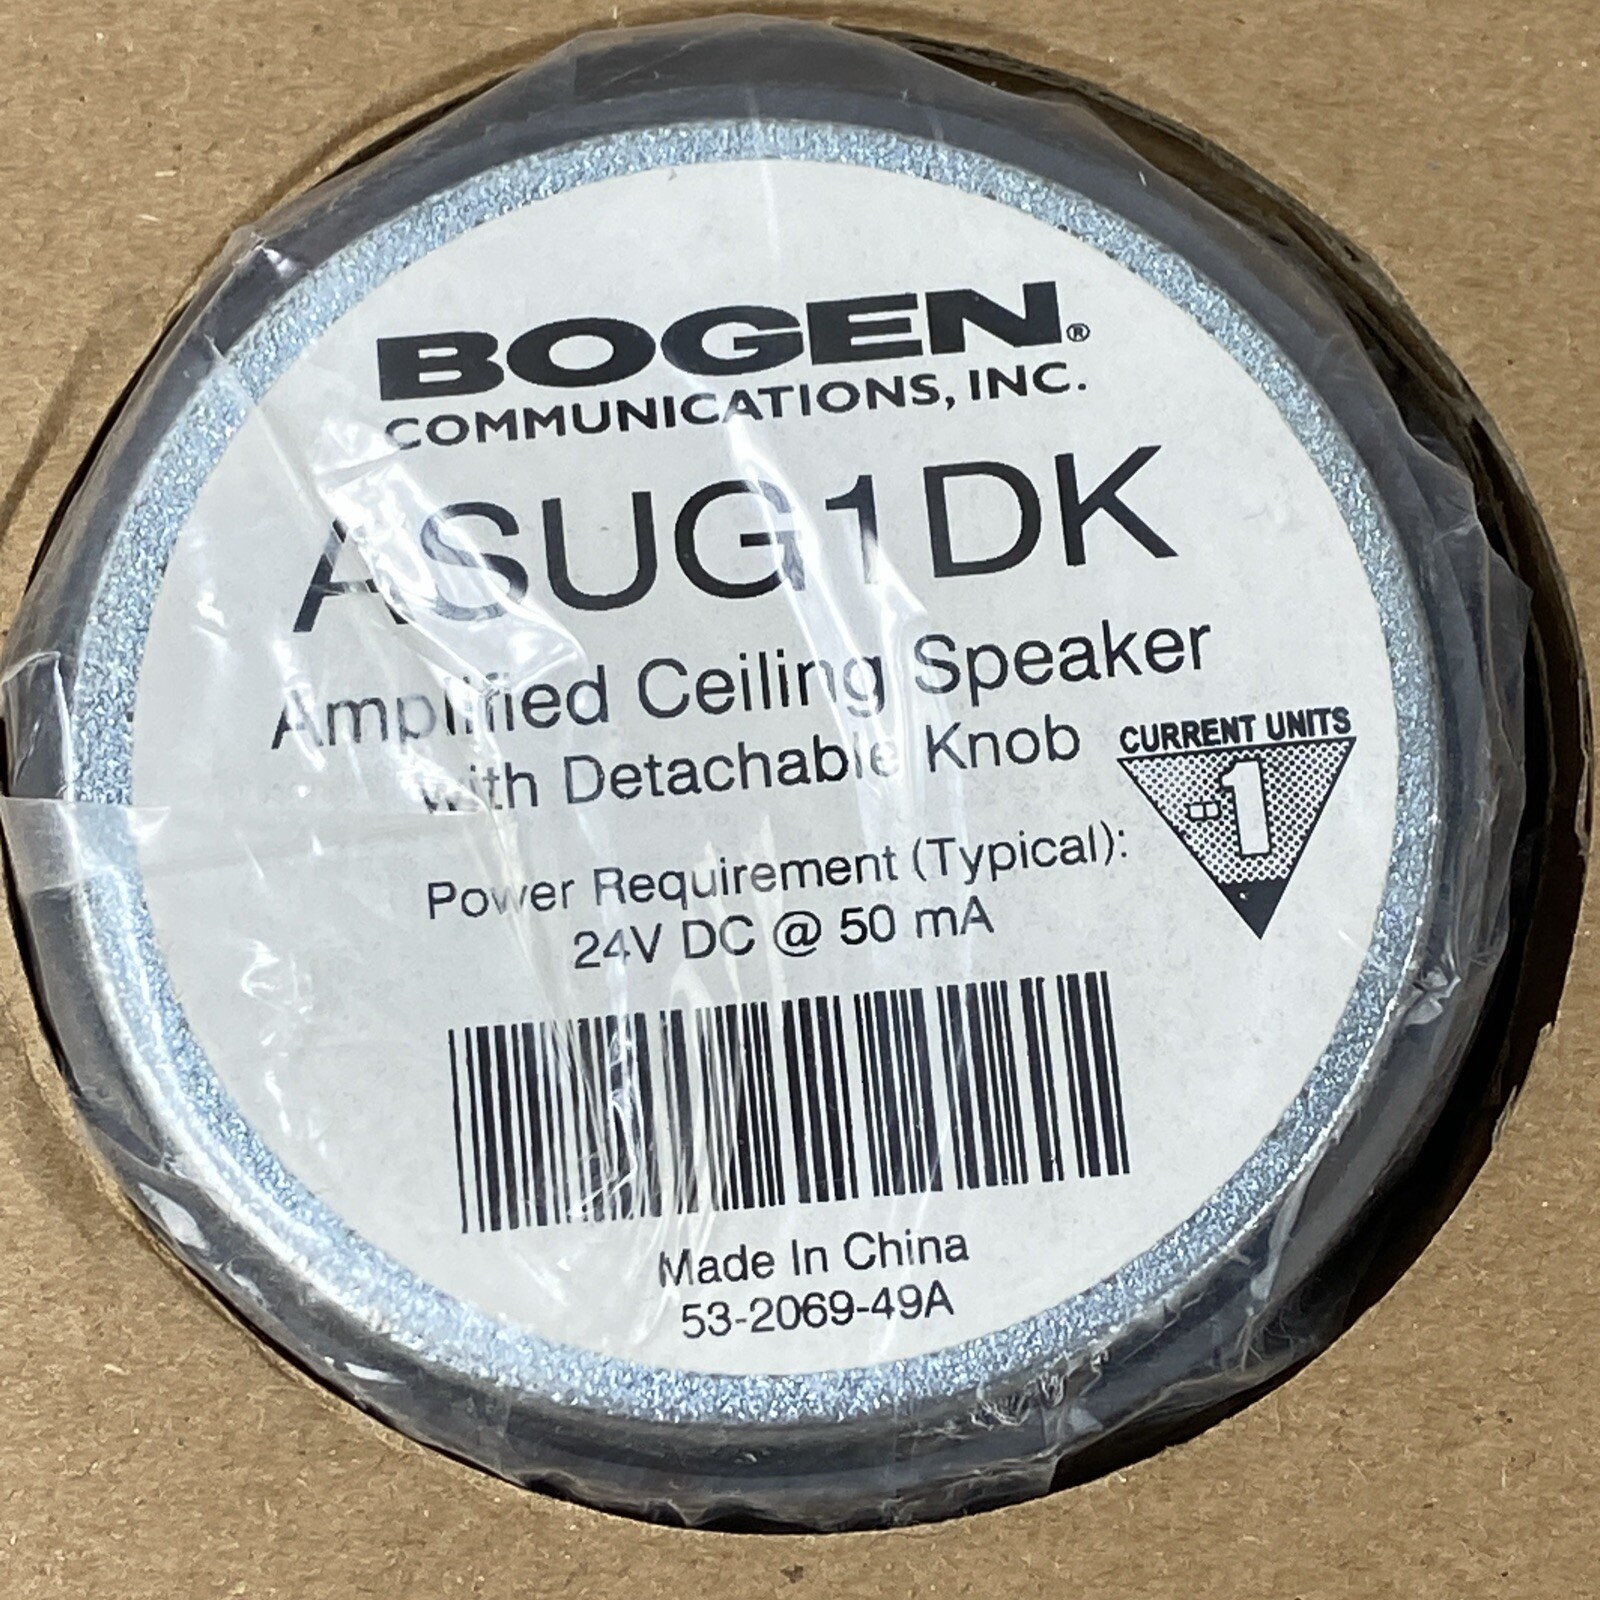 BOGEN®
COMMUNICATIONS, INC.
ASUG1DK
Amplified Ceiling Speaker
with Detachable Knob
CURRENT UNITS
=1
Power Requirement (Typical):
24V DC @ 50 mA
Made In China
53-2069-49A